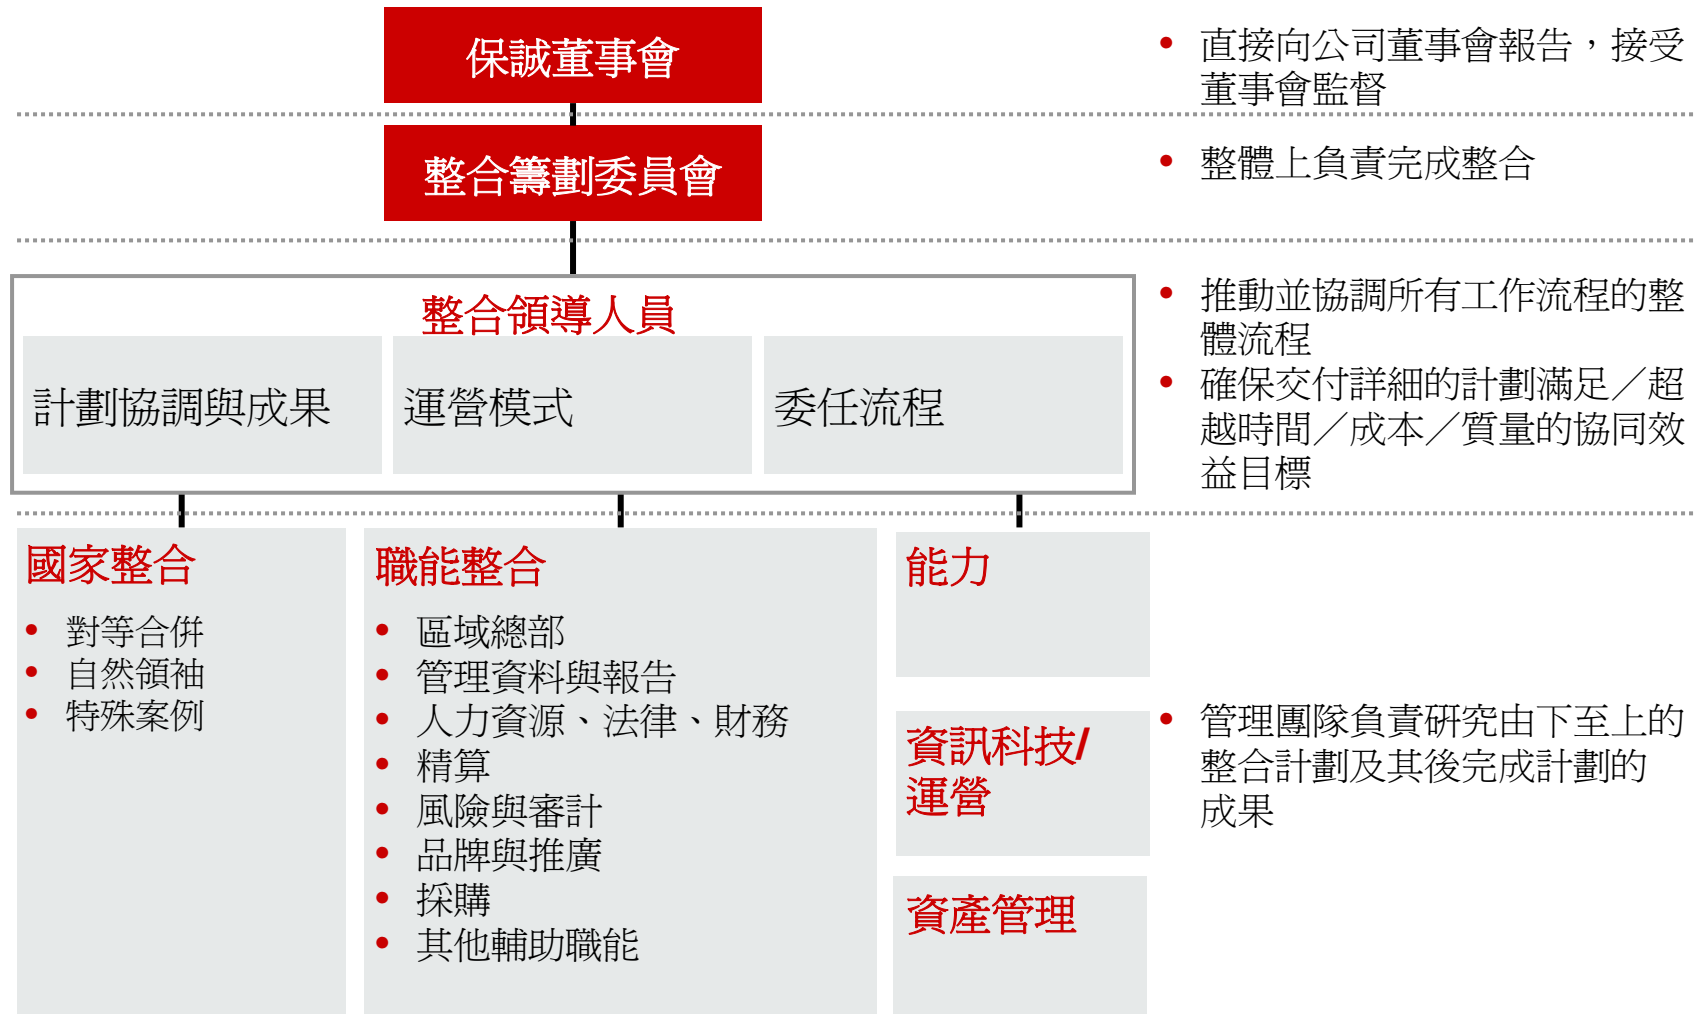 保誠董事會
• 直接向公司董事會報告，接受
董事會監督
整合籌劃委員會
• 整體上負責完成整合
整合領導人員
計劃協調與成果
運營模式
委任流程
• 推動並協調所有工作流程的整
體流程
• 確保交付詳細的計劃滿足／超
越時間／成本／質量的協同效
益目標
國家整合
• 對等合併
• 自然領袖
• 特殊案例
職能整合
• 區域總部
• 管理資料與報告
• 人力資源、法律、財務
• 精算
• 風險與審計
• 品牌與推廣
• 採購
• 其他輔助職能
能力
資訊科技/
運營
資產管理
• 管理團隊負責研究由下至上的
整合計劃及其後完成計劃的
成果